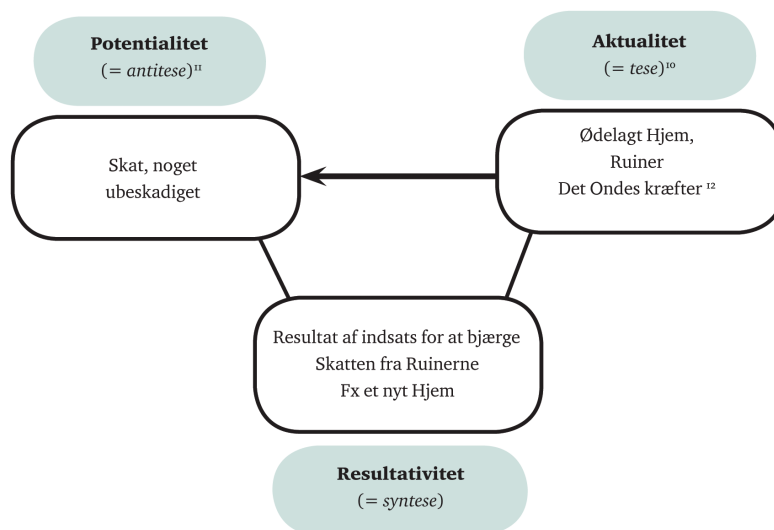 Potentialitet
(= antitese)¹¹
Aktualitet
(= tese)¹⁰
Skat, noget
ubeskadiget
Ødelagt Hjem,
Ruiner
Det Ondes kræfter ¹²
Resultat af indsats for at bjærge
Skatten fra Ruinerne
Fx et nyt Hjem
Resultativitet
(= syntese)